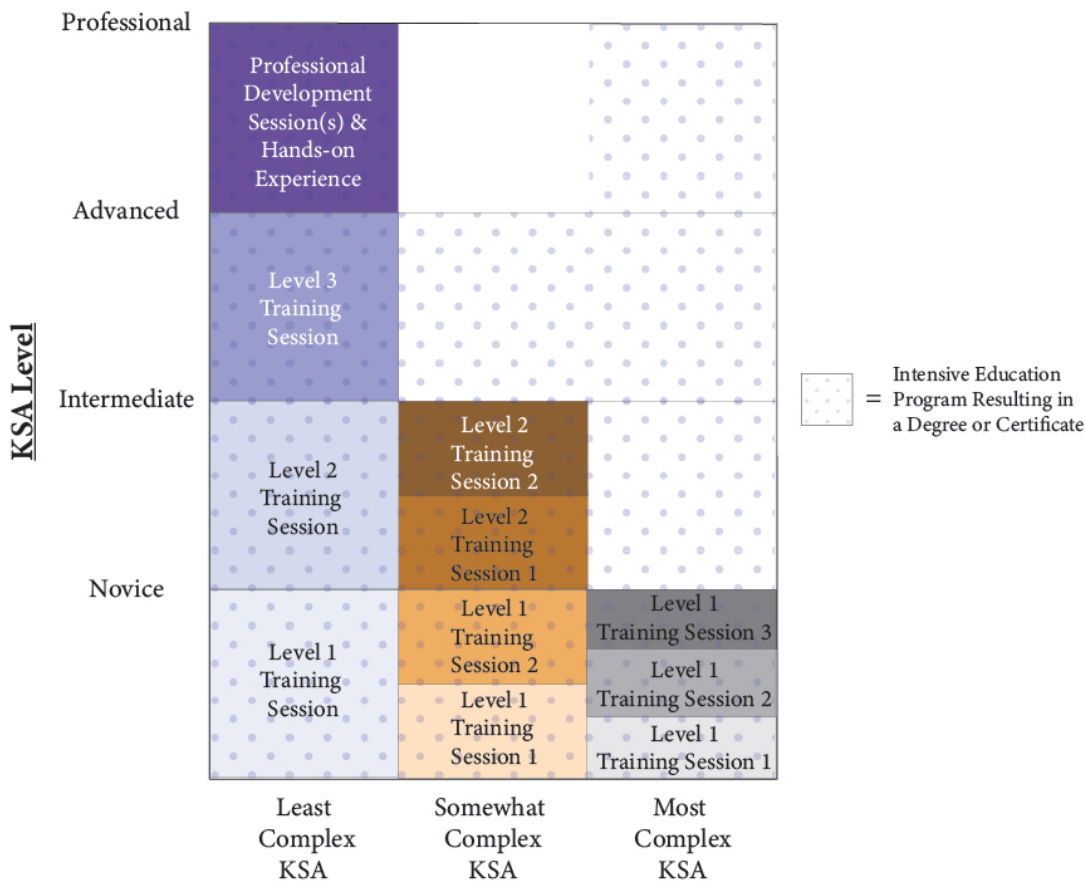 Professional
Professional
Development
Session(s) &
Hands-on
Experience
Advanced
Level 3
Training
Session
KSA Level
Intermediate
Level 2
Training
Session
Level 2
Training
Session 2
Level 2
Training
Session 1
Novice
Level 1
Training
Session
Level 1
Training
Session 2
Level 1
Training
Session 1
Level 1
Training Session 3
Level 1
Training Session 2
Level 1
Training Session 1
Least
Complex
KSA
Somewhat
Complex
KSA
Most
Complex
KSA
= Intensive Education
Program Resulting in
a Degree or Certificate